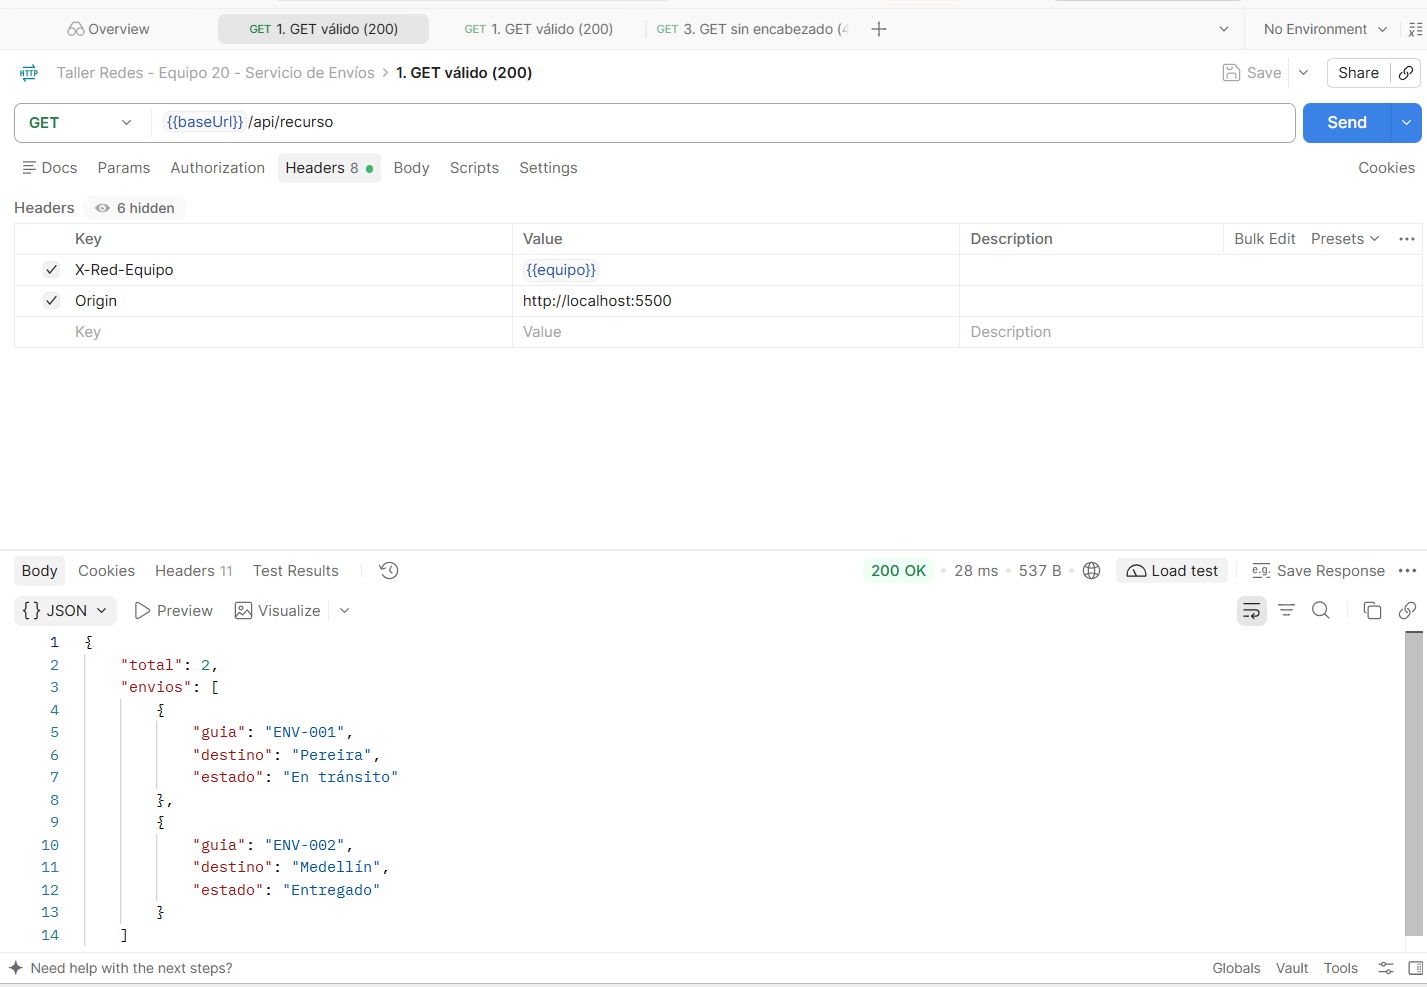 Overview GET 1. GET válido (200) GET 1. GET válido (200) GET 3. GET sin encabezado (4 No Environment
HTTP Taller Redes - Equipo 20 - Servicio de Envíos > 1. GET válido (200) Save Share
GET {{baseUrl}} /api/recurso Send
Docs Params Authorization Headers 8 Body Scripts Settings Cookies
Headers 6 hidden
Key Value Description Bulk Edit Presets
X-Red-Equipo {{equipo}}
Origin http://localhost:5500
Key Value Description
Body Cookies Headers 11 Test Results 200 OK 28 ms 537 B Load test e.g. Save Response
{} JSON Preview Visualize
1 {
2 "total": 2,
3 "envios": [
4 {
5 "guia": "ENV-001",
6 "destino": "Pereira",
7 "estado": "En tránsito"
8 },
9 {
10 "guia": "ENV-002",
11 "destino": "Medellín",
12 "estado": "Entregado"
13 }
14 ]
Need help with the next steps? Globals Vault Tools